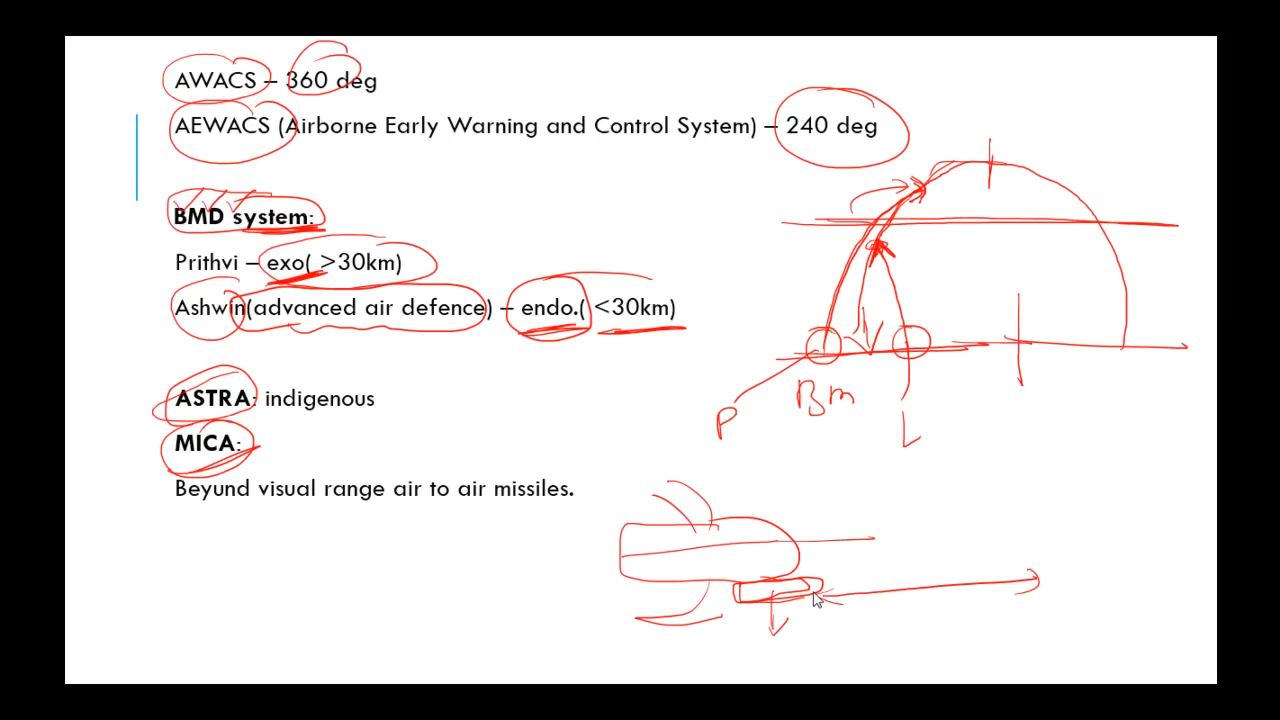 AWACS – 360 deg
AEWACS (Airborne Early Warning and Control System) – 240 deg
BMD system:
Prithvi – exo( >30km)
Ashwin(advanced air defence) – endo.( <30km)
ASTRA: indigenous
MICA:
Beyund visual range air to air missiles.
P
Bm
L